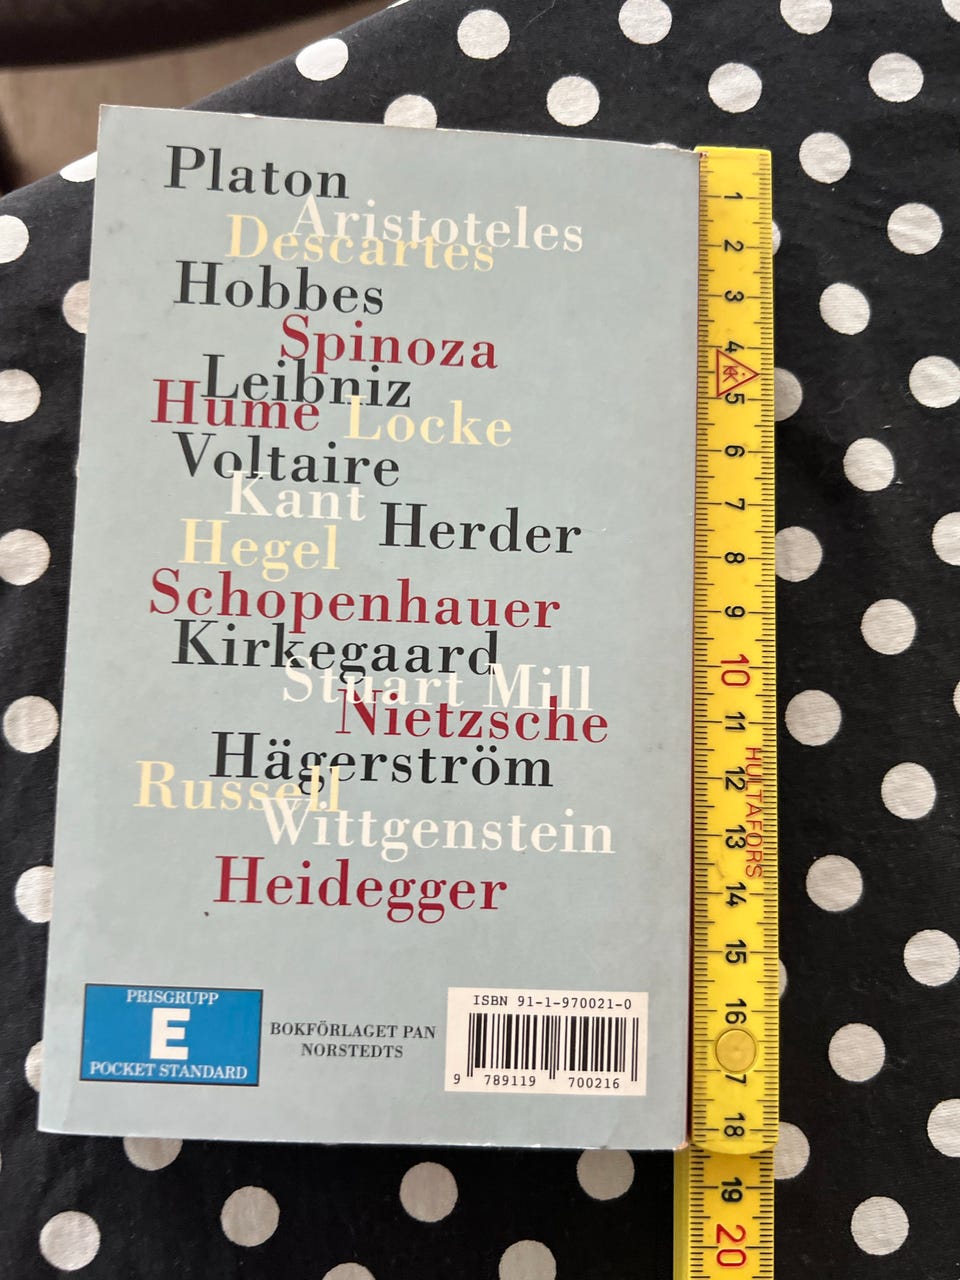 Platon
Aristoteles
Descartes
Hobbes
Spinoza
Leibniz
Hume Locke
Voltaire
Kant
Herder
Hegel
Schopenhauer
Kirkegaard
Stuart Mill
Nietzsche
Hägerström
Russell
Wittgenstein
Heidegger
PRISGRUPP
E
POCKET STANDARD
BOKFÖRLAGET PAN
NORSTEDTS
ISBN 91-1-970021-0
9 789119 700216
1
2
3
4
5
6
7
8
9
10
11
12
13
14
15
16
7
18
19
20
HULTAFORS